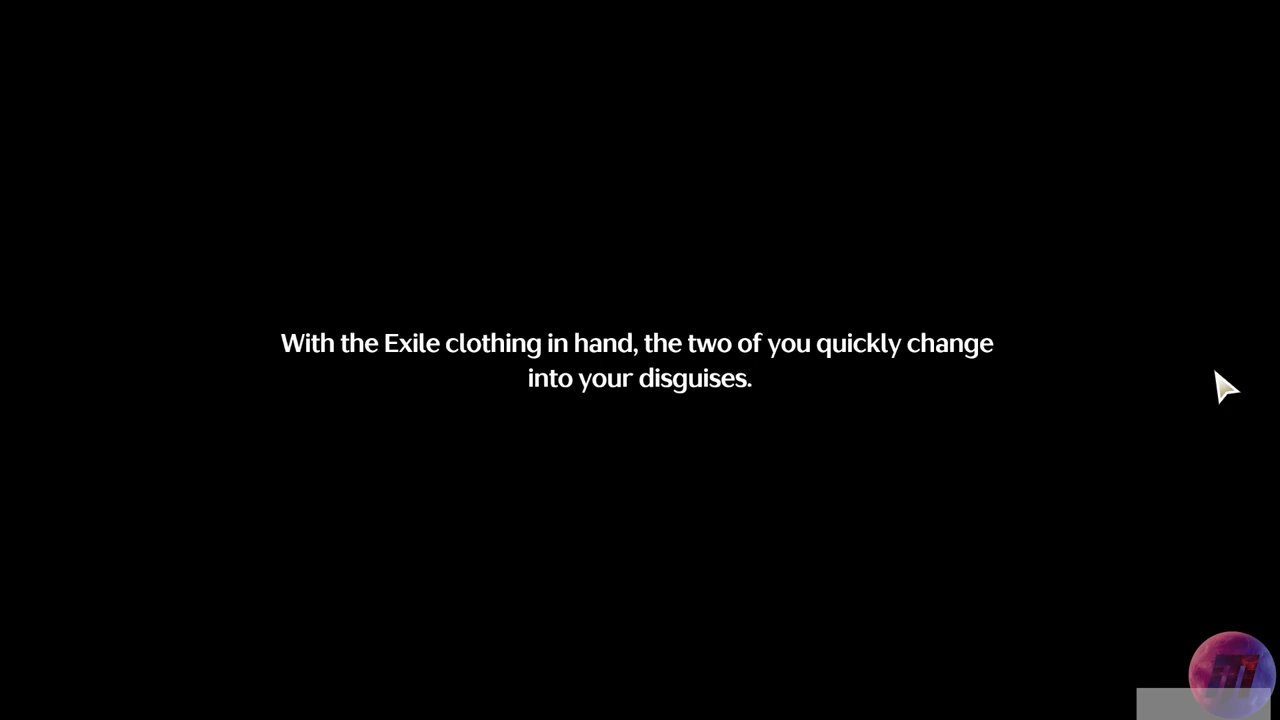 With the Exile clothing in hand, the two of you quickly change
into your disguises.